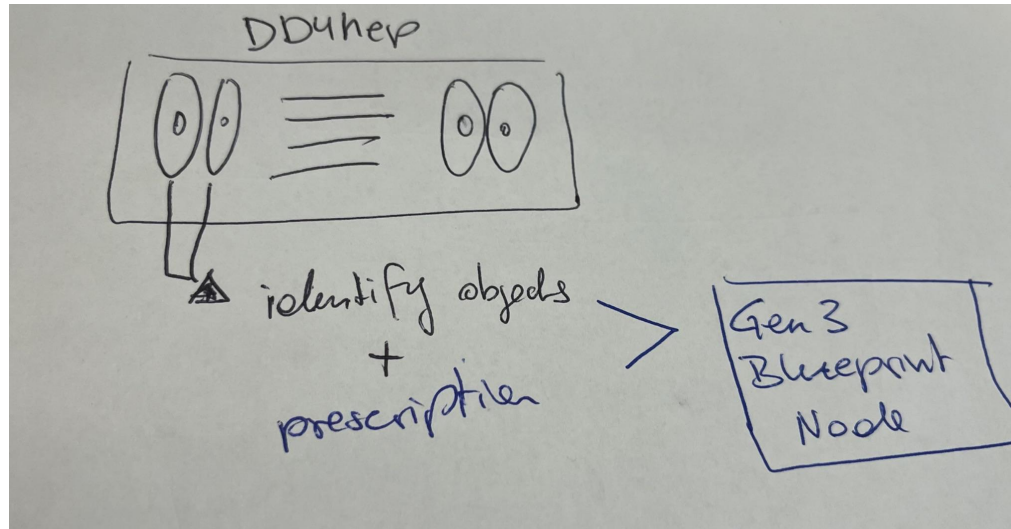 DD4hep
identify objects
+
prescription
Gen 3
Blueprint
Node